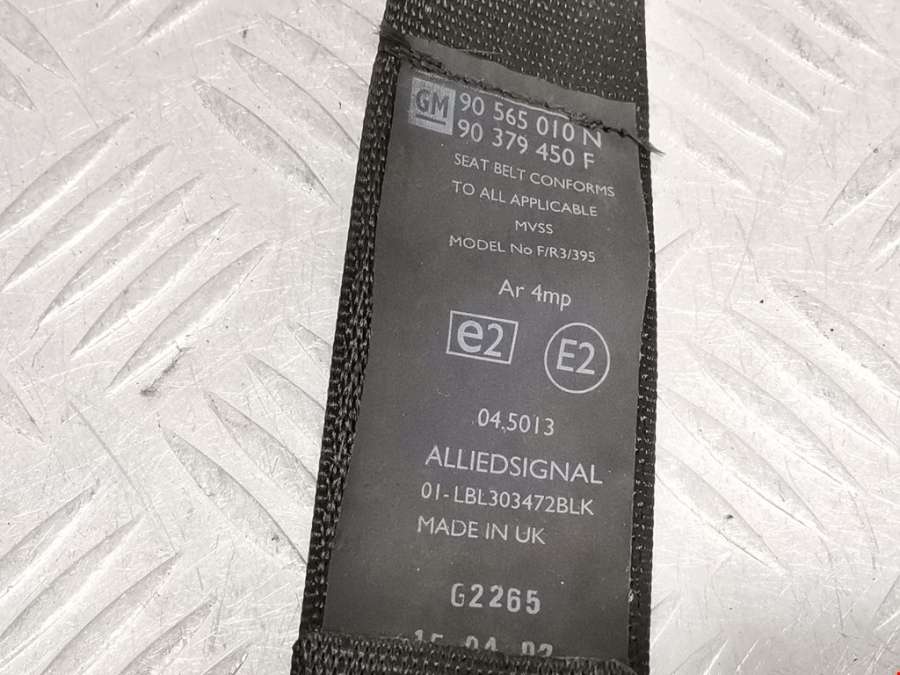 GM 90 565 010 N
90 379 450 F
SEAT BELT CONFORMS
TO ALL APPLICABLE
MVSS
MODEL No F/R3/395
Ar 4mp
e2 E2
04.5013
ALLIEDSIGNAL
01-LBL303472BLK
MADE IN UK
G2265